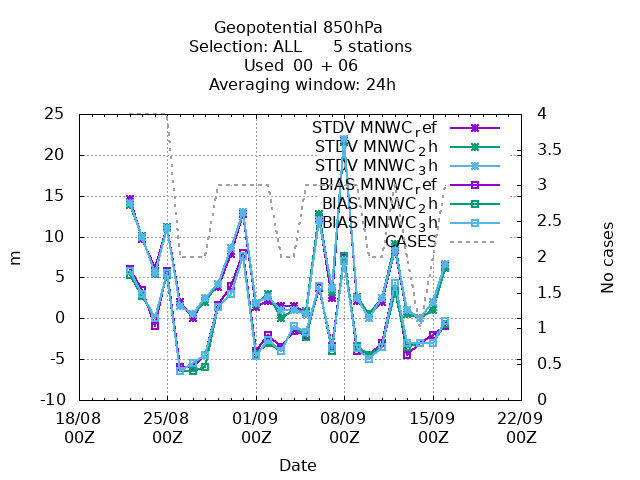 Geopotential 850hPa
Selection: ALL      5 stations
Used  00 + 06
Averaging window: 24h
25
20
15
10
5
0
-5
-10
4
3.5
3
2.5
2
1.5
1
0.5
0
m
No cases
STDV MNWC_ref
STDV MNWC_2h
STDV MNWC_3h
BIAS MNWC_ref
BIAS MNWC_2h
BIAS MNWC_3h
CASES
18/08 25/08 01/09 08/09 15/09 22/09
00Z 00Z 00Z 00Z 00Z 00Z
Date